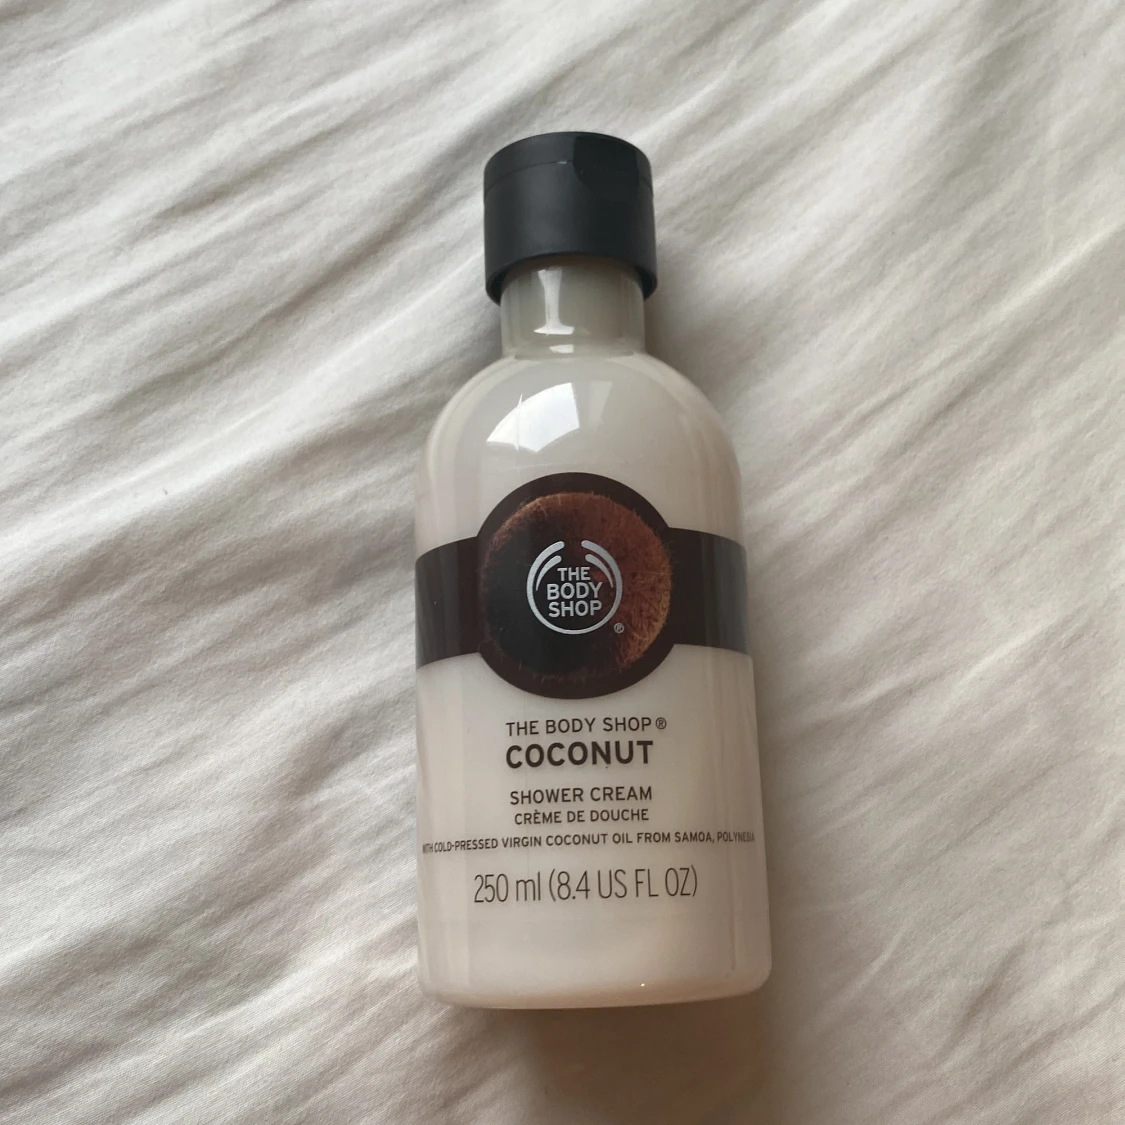 THE
BODY
SHOP
®
THE BODY SHOP®
COCONUT
SHOWER CREAM
CRÈME DE DOUCHE
WITH COLD-PRESSED VIRGIN COCONUT OIL FROM SAMOA, POLYNESIA
250 ml (8.4 US FL OZ)